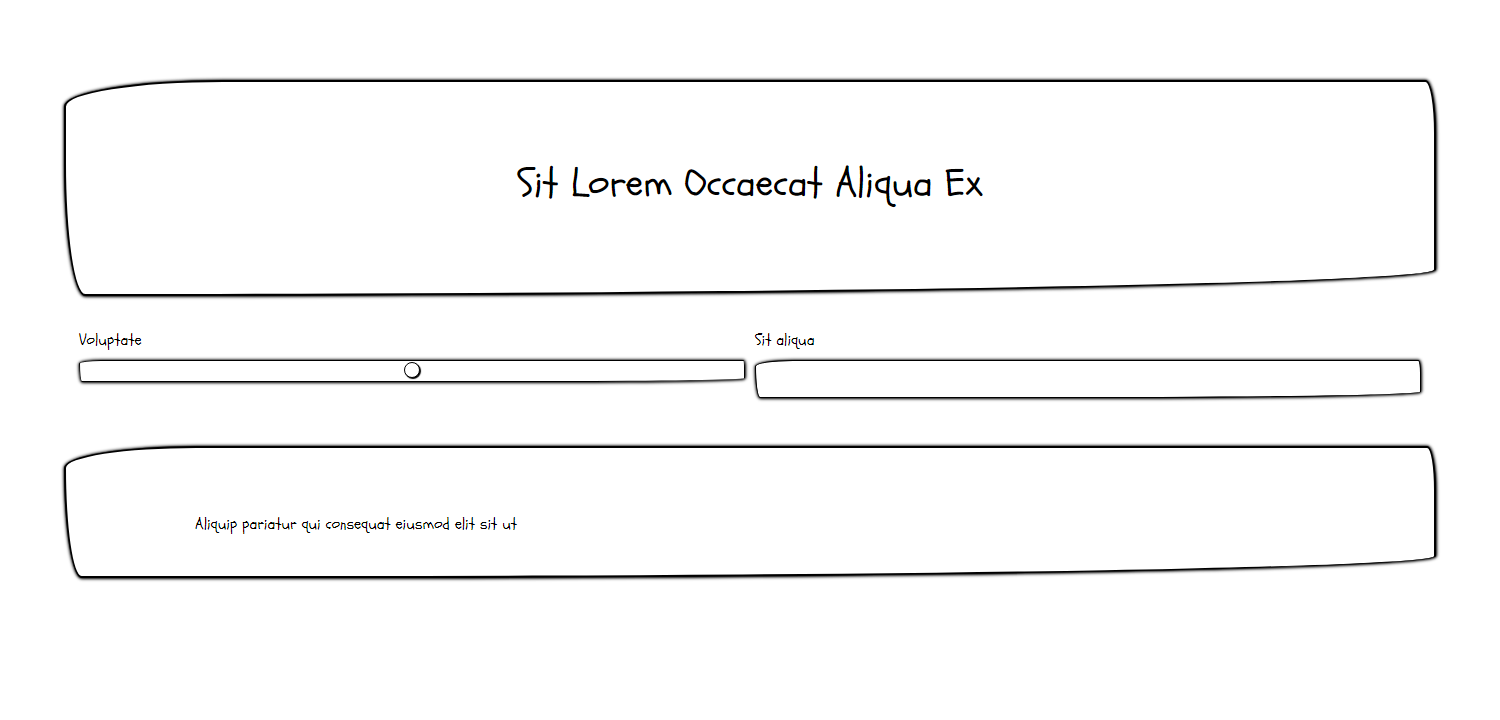 Sit Lorem Occaecat Aliqua Ex
Voluptate
Sit aliqua
Aliquip pariatur qui consequat eiusmod elit sit ut